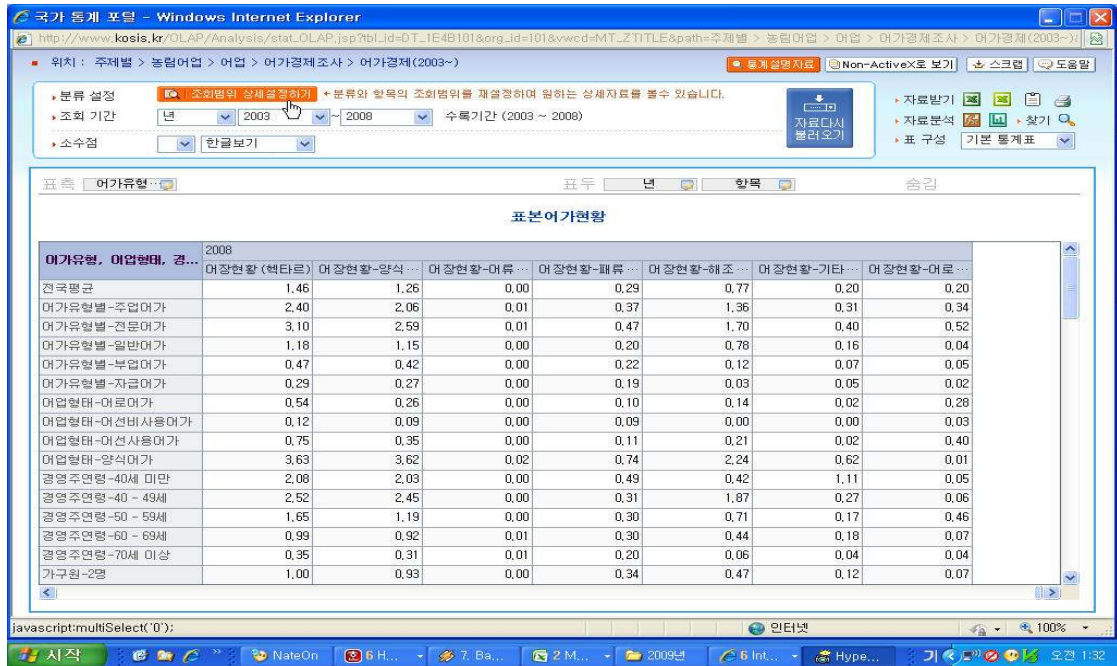 국가 통계 포털 - Windows Internet Explorer
http://www.kosis.kr/OLAP/Analysis/stat_OLAP.jsp?tbl_id=DT_1E4B101&org_id=101&vwcd=MT_ZTITLE&path=주제별 > 농림어업 > 어업 > 어가경제조사 > 어가경제(2003~)
위치 : 주제별 > 농림어업 > 어업 > 어가경제조사 > 어가경제(2003~) 통계설명자료 Non-ActiveX로 보기 스크랩 도움말
분류 설정 조회범위 상세설정하기 분류와 항목의 조회범위를 재설정하여 원하는 상세자료를 볼수 있습니다.
조회 기간 년 2003 ~ 2008 수록기간 (2003 ~ 2008)
소수점 한글보기
자료다시
불러오기
자료받기
자료분석 찾기
표 구성 기본 통계표
표측 어가유형… 표두 년 항목 숨김
표본어가현황
어가유형, 어업형태, 경... 2008
어장현황 (헥타르) 어장현황-양식 … 어장현황-어류 … 어장현황-패류 … 어장현황-해조 … 어장현황-기타 … 어장현황-어로 …
전국평균 1,46 1,26 0,00 0,29 0,77 0,20 0,20
어가유형별-주업어가 2,40 2,06 0,01 0,37 1,36 0,31 0,34
어가유형별-전문어가 3,10 2,59 0,01 0,47 1,70 0,40 0,52
어가유형별-일반어가 1,18 1,15 0,00 0,20 0,78 0,16 0,04
어가유형별-부업어가 0,47 0,42 0,00 0,22 0,12 0,07 0,05
어가유형별-자급어가 0,29 0,27 0,00 0,19 0,03 0,05 0,02
어업형태-어로어가 0,54 0,26 0,00 0,10 0,14 0,02 0,28
어업형태-어선비사용어가 0,12 0,09 0,00 0,09 0,00 0,00 0,03
어업형태-어선사용어가 0,75 0,35 0,00 0,11 0,21 0,02 0,40
어업형태-양식어가 3,63 3,62 0,02 0,74 2,24 0,62 0,01
경영주연령-40세 미만 2,08 2,03 0,00 0,49 0,42 1,11 0,05
경영주연령-40 - 49세 2,52 2,45 0,00 0,31 1,87 0,27 0,06
경영주연령-50 - 59세 1,65 1,19 0,00 0,30 0,71 0,17 0,46
경영주연령-60 - 69세 0,99 0,92 0,01 0,30 0,44 0,18 0,07
경영주연령-70세 이상 0,35 0,31 0,01 0,20 0,06 0,04 0,04
가구원-2명 1,00 0,93 0,00 0,34 0,47 0,12 0,07
javascript:multiSelect('0'); 인터넷 100%
시작 NateOn 6 H... 7. Ba... 2 M... 2009년 6 Int... Hype... 오전 1:32